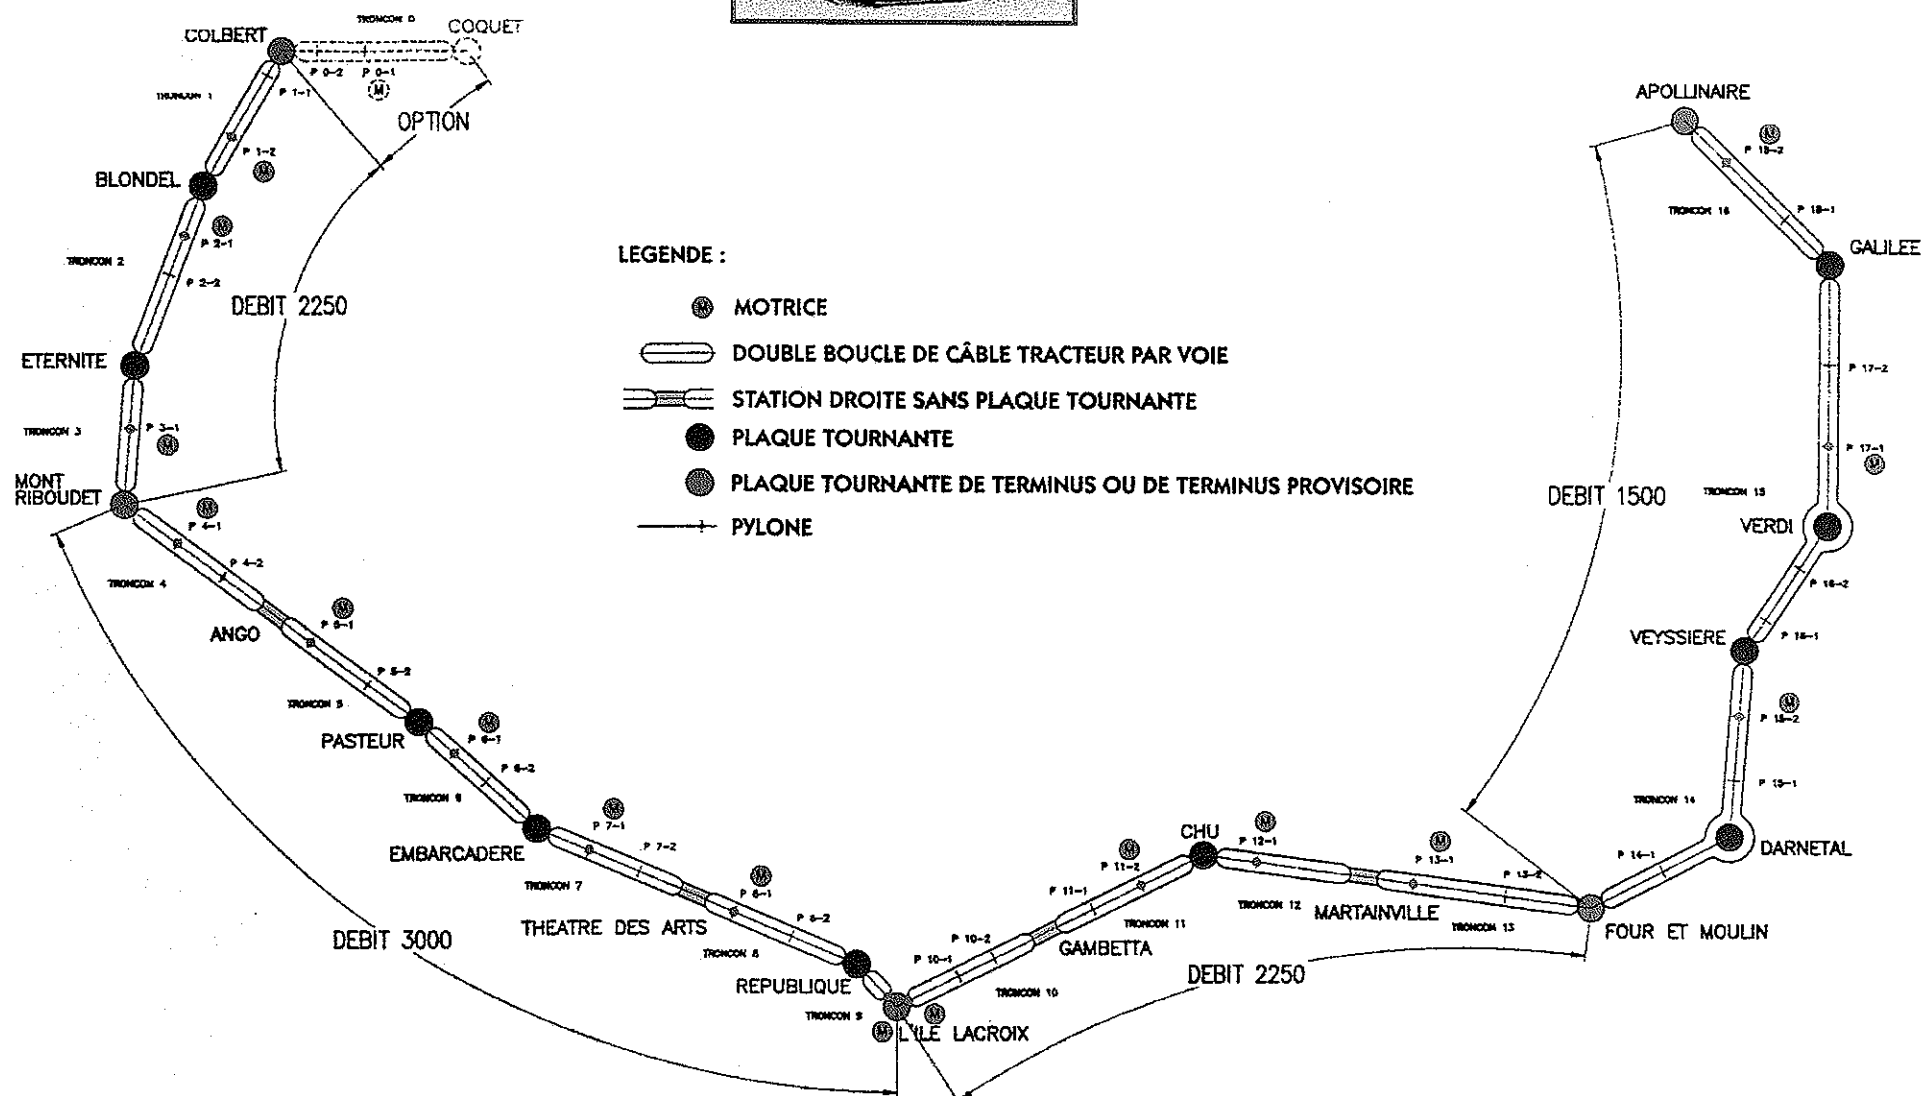 TRONCON 0
COLBERT
COQUET
P 0-2
P 0-1
M
P 1-1
TRONCON 1
OPTION
P 1-2
M
BLONDEL
M
P 2-1
TRONCON 2
P 2-2
DEBIT 2250
ETERNITE
TRONCON 3
P 3-1
M
MONT
RIBOUDET
M
P 4-1
P 4-2
TRONCON 4
ANGO
M
P 5-1
P 5-2
TRONCON 5
PASTEUR
M
P 6-1
P 6-2
TRONCON 6
EMBARCADERE
M
P 7-1
P 7-2
TRONCON 7
THEATRE DES ARTS
M
P 8-1
P 8-2
TRONCON 8
DEBIT 3000
REPUBLIQUE
TRONCON 9
M
L'ILE LACROIX
M
P 10-1
P 10-2
TRONCON 10
GAMBETTA
P 11-1
M
P 11-2
TRONCON 11
CHU
M
P 12-1
TRONCON 12
MARTAINVILLE
M
P 13-1
P 13-2
TRONCON 13
DEBIT 2250
FOUR ET MOULIN
P 14-1
TRONCON 14
DARNETAL
P 15-1
M
P 15-2
VEYSSIERE
P 16-1
P 16-2
VERDI
TRONCON 15
DEBIT 1500
P 17-1
M
P 17-2
GALILEE
P 18-1
TRONCON 16
M
P 18-2
APOLLINAIRE
LEGENDE :
M MOTRICE
DOUBLE BOUCLE DE CÂBLE TRACTEUR PAR VOIE
STATION DROITE SANS PLAQUE TOURNANTE
PLAQUE TOURNANTE
PLAQUE TOURNANTE DE TERMINUS OU DE TERMINUS PROVISOIRE
PYLONE